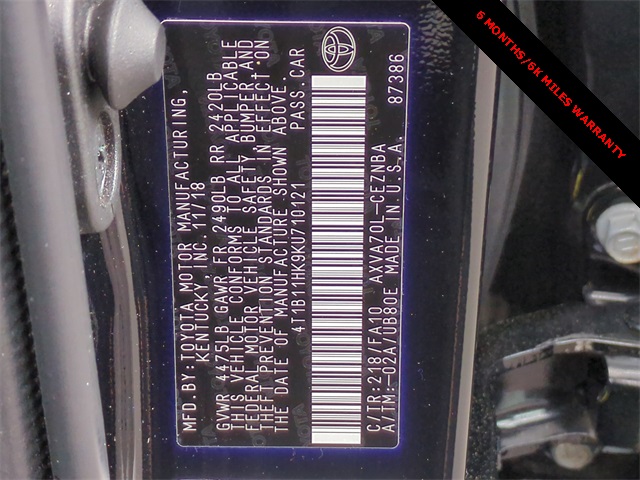 MFD. BY: TOYOTA MOTOR MANUFACTURING,
KENTUCKY, INC. 11/18
GVWR 4475LB GAWR FR 2490LB RR 2420LB
THIS VEHICLE CONFORMS TO ALL APPLICABLE
FEDERAL MOTOR VEHICLE SAFETY BUMPER, AND
THEFT PREVENTION STANDARDS IN EFFECT ON
THE DATE OF MANUFACTURE SHOWN ABOVE.
4T1B11HK9KU710121 PASS. CAR
C/TR: 218/FA10 AXVA70L-CEZNBA
A/TM: -02A/UB80E MADE IN U.S.A. 87386
6 MONTHS/6K MILES WARRANTY